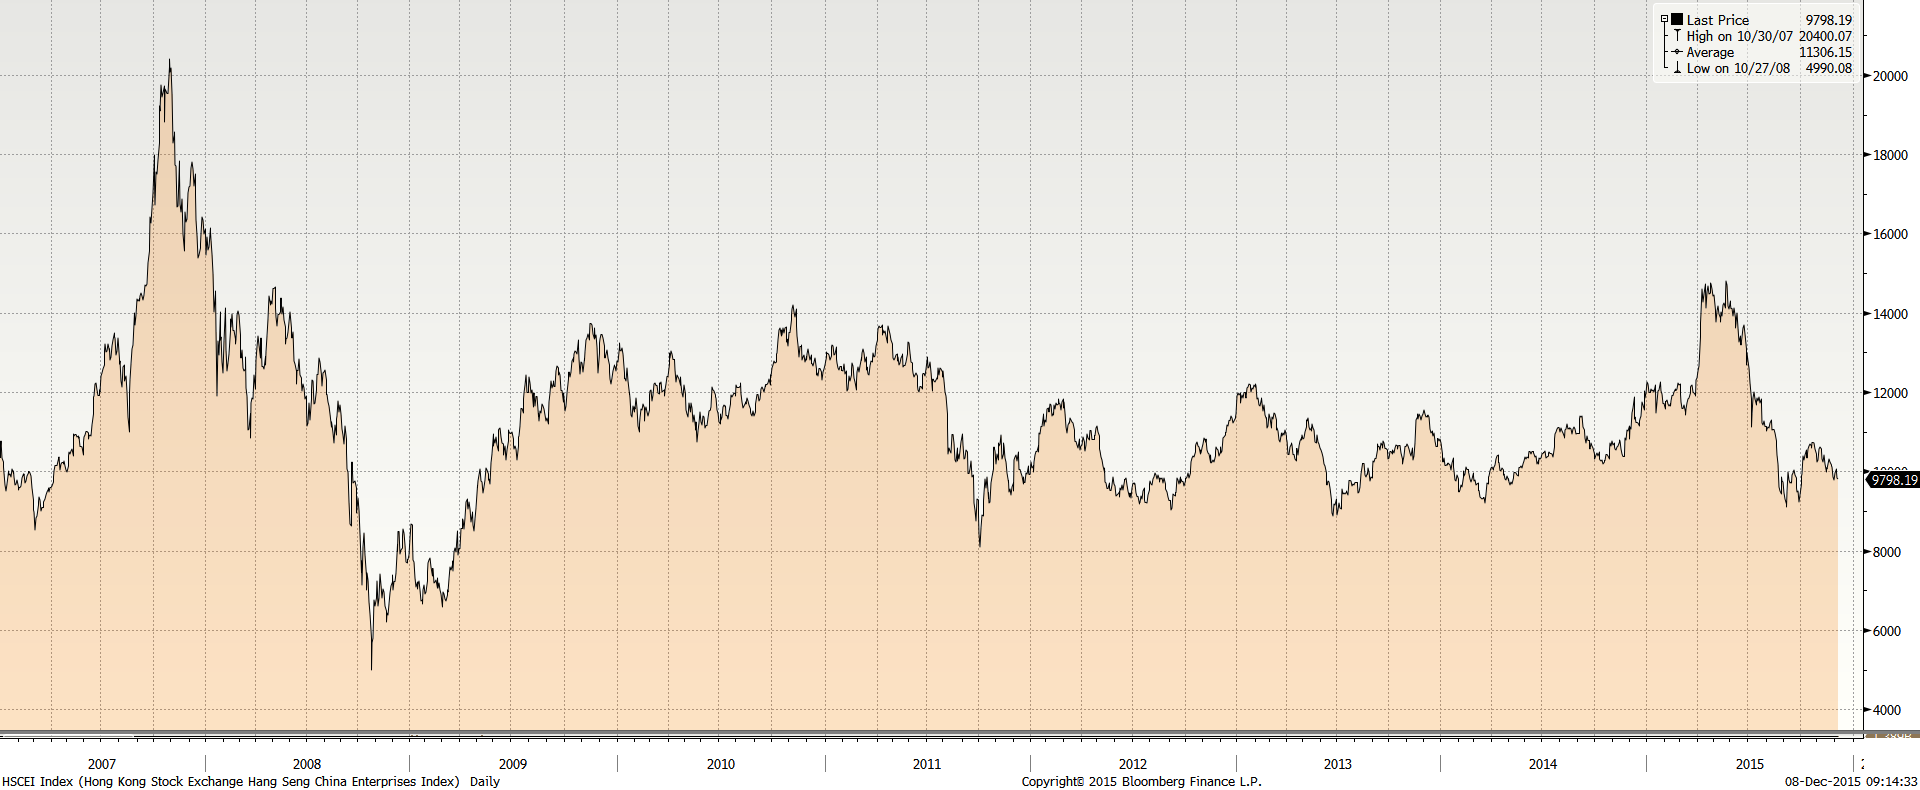 Last Price 9798.19
High on 10/30/07 20400.07
Average 11306.15
Low on 10/27/08 4990.08
20000
18000
16000
14000
12000
10000
9798.19
8000
6000
4000
2007 2008 2009 2010 2011 2012 2013 2014 2015
HSCEI Index (Hong Kong Stock Exchange Hang Seng China Enterprises Index) Daily Copyright© 2015 Bloomberg Finance L.P. 08-Dec-2015 09:14:33